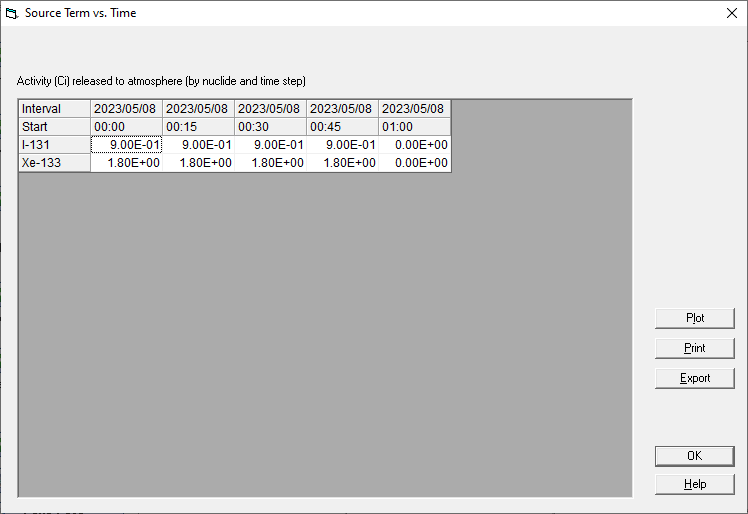 Source Term vs. Time
Activity (Ci) released to atmosphere (by nuclide and time step)
Interval 2023/05/08 2023/05/08 2023/05/08 2023/05/08 2023/05/08
Start 00:00 00:15 00:30 00:45 01:00
I-131 9.00E-01 9.00E-01 9.00E-01 9.00E-01 0.00E+00
Xe-133 1.80E+00 1.80E+00 1.80E+00 1.80E+00 0.00E+00
Plot
Print
Export
OK
Help